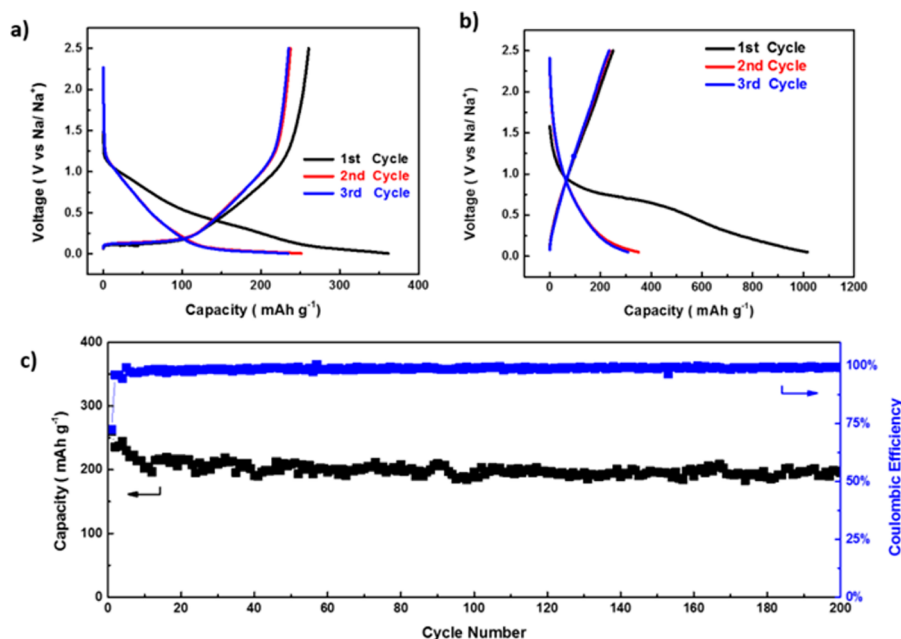 a)
2.5
2.0
1.5
1.0
0.5
0.0
Voltage ( V vs Na/ Na⁺)
1st Cycle
2nd Cycle
3rd Cycle
0 100 200 300 400
Capacity ( mAh g⁻¹)
b)
2.5
2.0
1.5
1.0
0.5
0.0
Voltage ( V vs Na/ Na⁺)
1st Cycle
2nd Cycle
3rd Cycle
0 200 400 600 800 1000 1200
Capacity ( mAh g⁻¹)
c)
400
300
200
100
0
Capacity (mAh g⁻¹)
100%
75%
50%
25%
0%
Coulombic Efficiency
0 20 40 60 80 100 120 140 160 180 200
Cycle Number